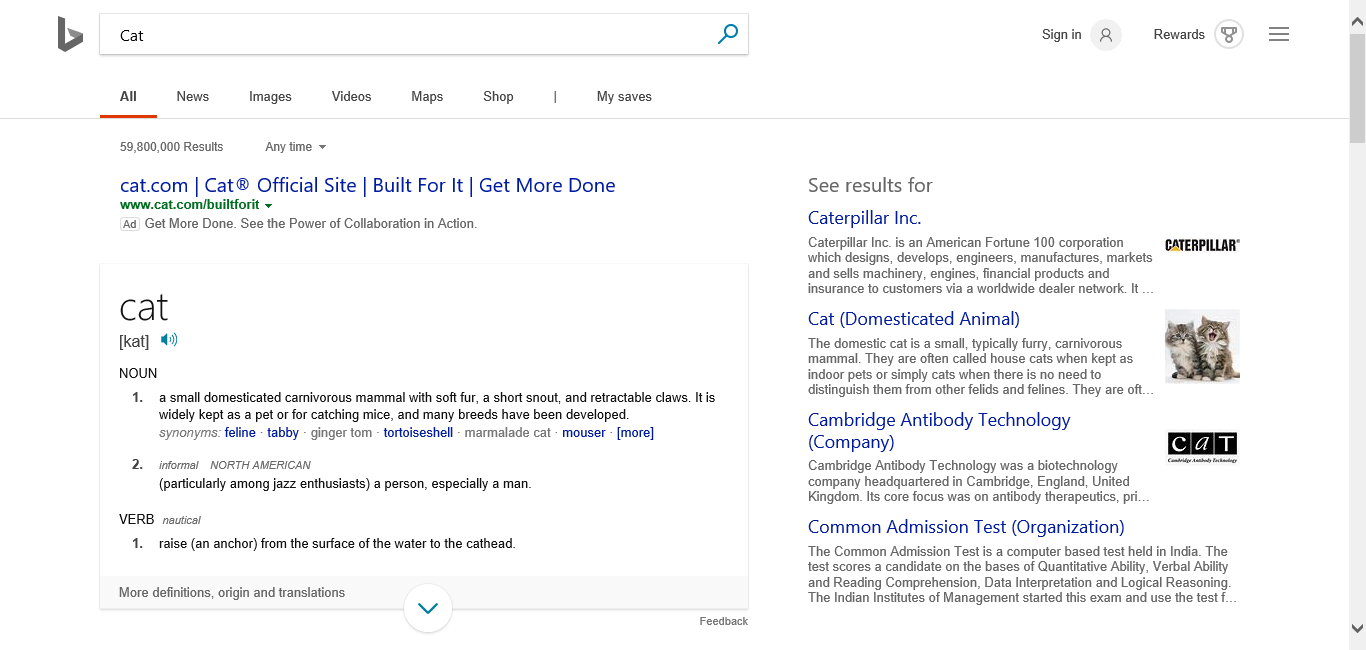 Cat
Sign in
Rewards
All News Images Videos Maps Shop | My saves
59,800,000 Results Any time
cat.com | Cat® Official Site | Built For It | Get More Done
www.cat.com/builtforit
Ad Get More Done. See the Power of Collaboration in Action.
cat
[kat]
NOUN
1. a small domesticated carnivorous mammal with soft fur, a short snout, and retractable claws. It is
widely kept as a pet or for catching mice, and many breeds have been developed.
synonyms: feline · tabby · ginger tom · tortoiseshell · marmalade cat · mouser · [more]
2. informal NORTH AMERICAN
(particularly among jazz enthusiasts) a person, especially a man.
VERB nautical
1. raise (an anchor) from the surface of the water to the cathead.
More definitions, origin and translations
Feedback
See results for
Caterpillar Inc.
Caterpillar Inc. is an American Fortune 100 corporation
which designs, develops, engineers, manufactures, markets
and sells machinery, engines, financial products and
insurance to customers via a worldwide dealer network. It ...
CATERPILLAR®
Cat (Domesticated Animal)
The domestic cat is a small, typically furry, carnivorous
mammal. They are often called house cats when kept as
indoor pets or simply cats when there is no need to
distinguish them from other felids and felines. They are oft...
Cambridge Antibody Technology
(Company)
Cambridge Antibody Technology was a biotechnology
company headquartered in Cambridge, England, United
Kingdom. Its core focus was on antibody therapeutics, pri...
CaT
Cambridge Antibody Technology
Common Admission Test (Organization)
The Common Admission Test is a computer based test held in India. The
test scores a candidate on the bases of Quantitative Ability, Verbal Ability
and Reading Comprehension, Data Interpretation and Logical Reasoning.
The Indian Institutes of Management started this exam and use the test f...